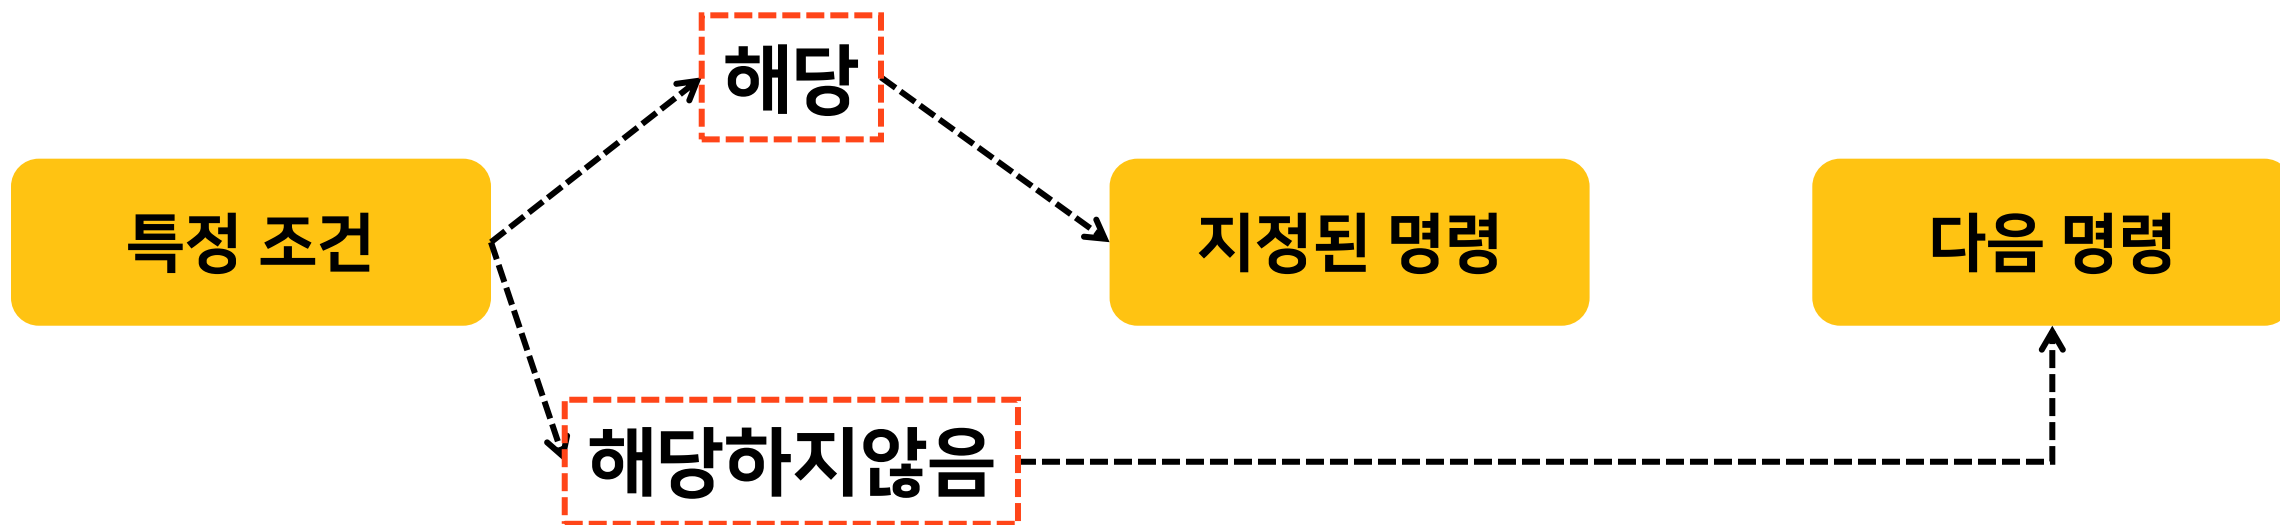 해당
특정 조건
지정된 명령
다음 명령
해당하지않음